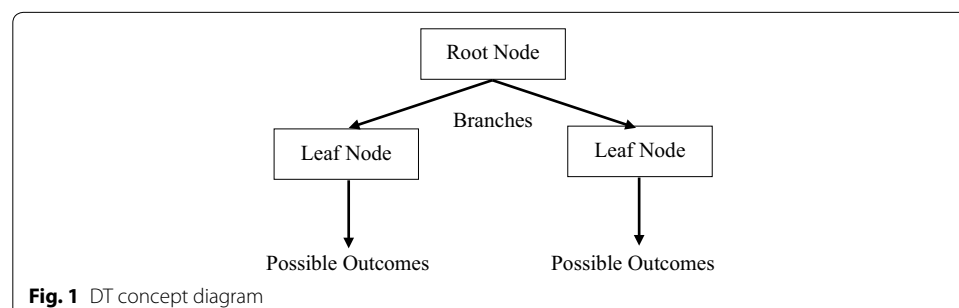 Root Node
Branches
Leaf Node Leaf Node
Possible Outcomes Possible Outcomes
Fig. 1 DT concept diagram